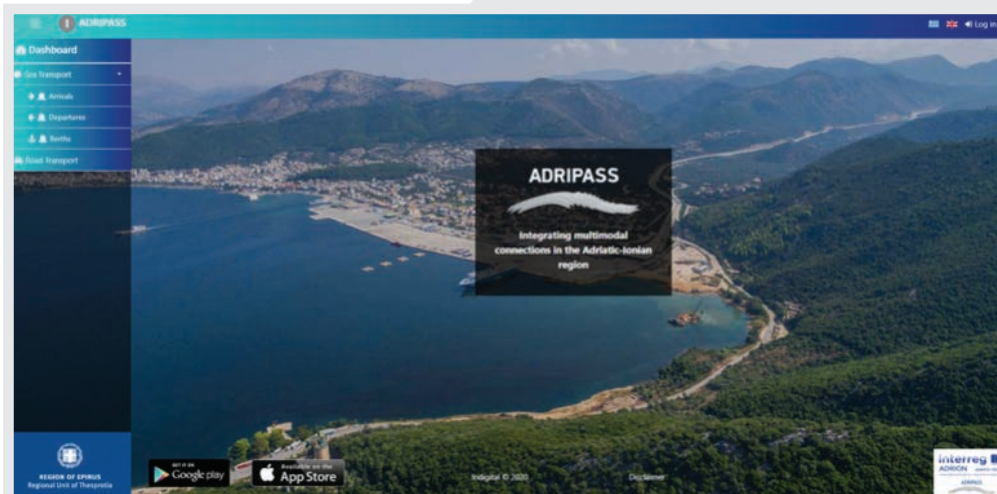 ADRIPASS
Log in
Dashboard
Sea Transport
Arrivals
Departures
Berths
Road Transport
ADRIPASS
Integrating multimodal
connections in the Adriatic-Ionian
region
REGION OF EPIRUS
Regional Unit of Thesprotia
GET IT ON
Google play
Available on the
App Store
Indigital © 2020
Disclaimer
Interreg
ADRION
ADRIPASS